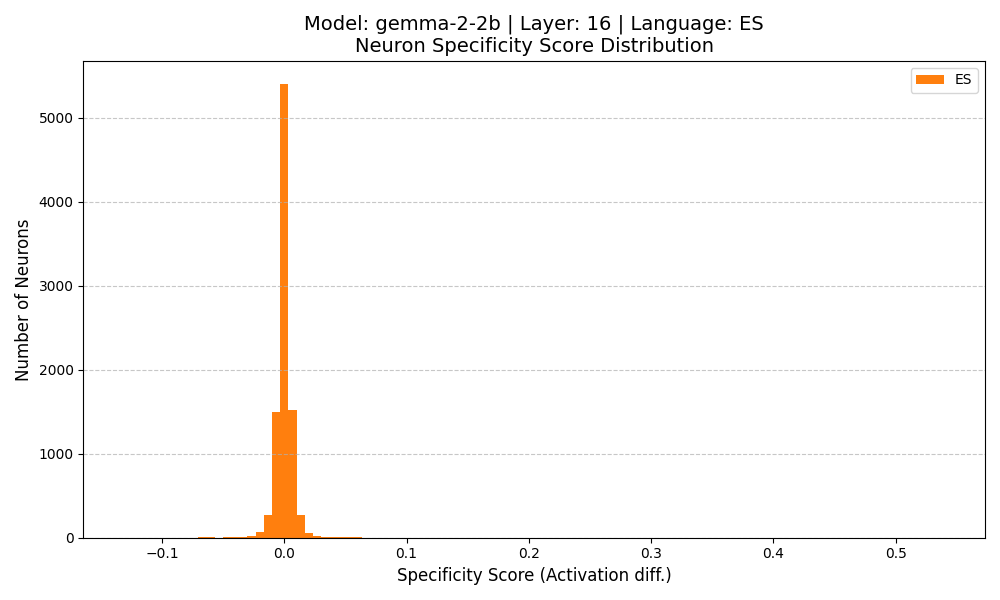 Model: gemma-2-2b | Layer: 16 | Language: ES
Neuron Specificity Score Distribution
ES
Number of Neurons
5000
4000
3000
2000
1000
0
−0.1 0.0 0.1 0.2 0.3 0.4 0.5
Specificity Score (Activation diff.)